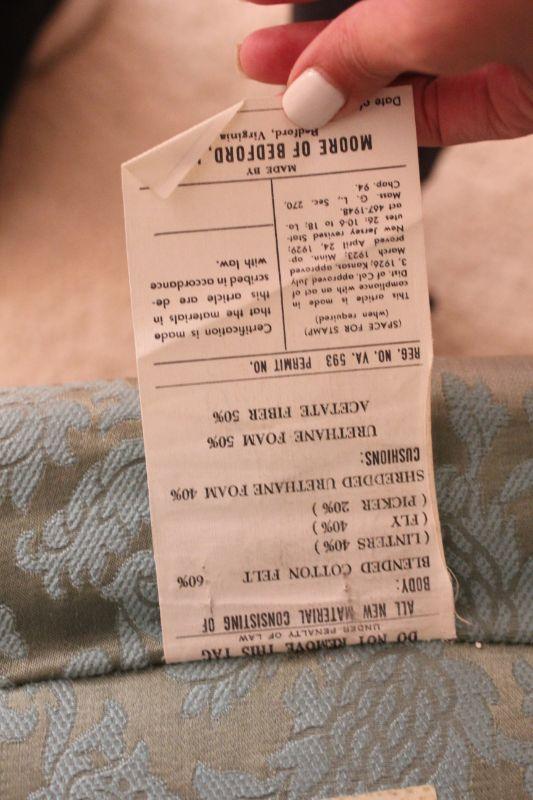 DO NOT REMOVE THIS TAG
UNDER PENALTY OF LAW
ALL NEW MATERIAL CONSISTING OF
BODY:
BLENDED COTTON FELT 60%
( LINTERS 40% )
( FLY 40% )
( PICKER 20% )
SHREDDED URETHANE FOAM 40%
CUSHIONS:
URETHANE FOAM 50%
ACETATE FIBER 50%
REG. NO. VA. 593 PERMIT NO.
Certification is made
that the materials in
this article are de-
scribed in accordance
with law.
(SPACE FOR STAMP)
(when required)
This article is made in
compliance with an act of
Dist. of Col. approved July
3, 1926; Kansas, approved
March 1923; Minn. ap-
proved April 24, 1929;
New Jersey revised Stat-
utes 26: 10-6 to 18; La.
act 467-1948.
Mass. G. L., Sec. 270,
Chap. 94.
MADE BY
MOORE OF BEDFORD,
Bedford, Virginia
Date of